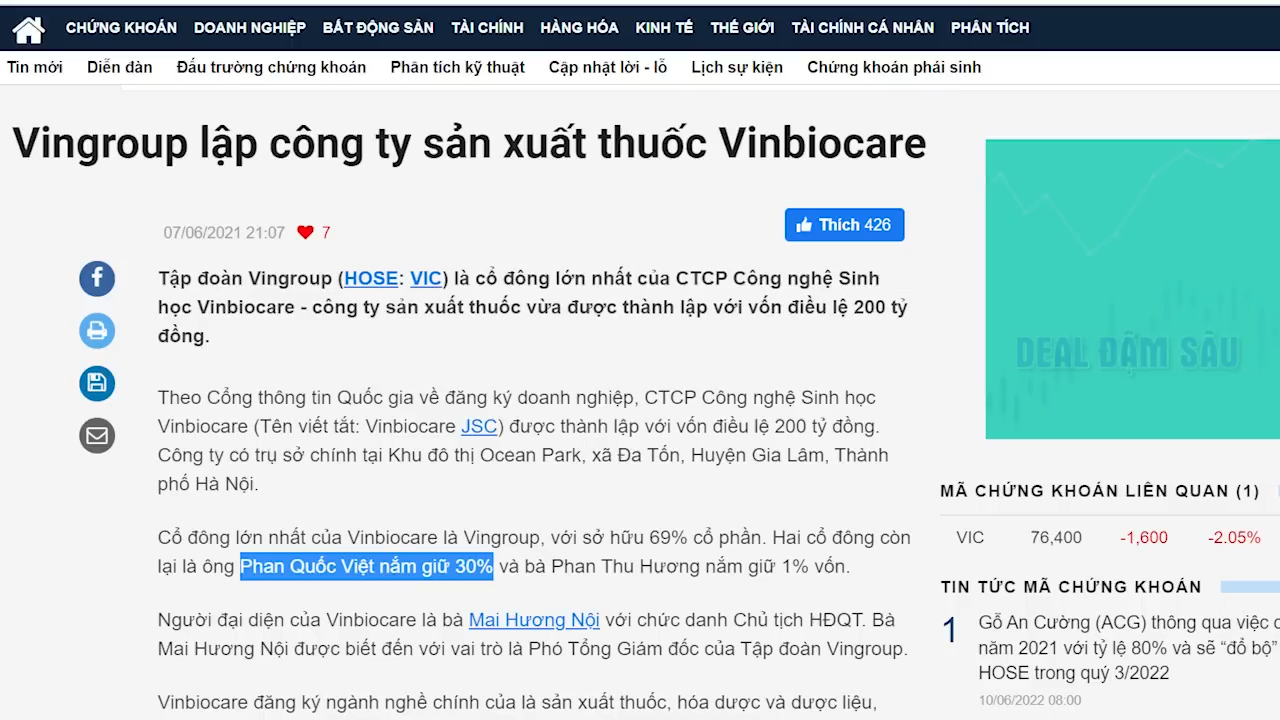 CHỨNG KHOÁN DOANH NGHIỆP BẤT ĐỘNG SẢN TÀI CHÍNH HÀNG HÓA KINH TẾ THẾ GIỚI TÀI CHÍNH CÁ NHÂN PHÂN TÍCH
Tin mới Diễn đàn Đấu trường chứng khoán Phân tích kỹ thuật Cập nhật lời - lỗ Lịch sự kiện Chứng khoán phái sinh
Vingroup lập công ty sản xuất thuốc Vinbiocare
07/06/2021 21:07 7
Thích 426
Tập đoàn Vingroup (HOSE: VIC) là cổ đông lớn nhất của CTCP Công nghệ Sinh
học Vinbiocare - công ty sản xuất thuốc vừa được thành lập với vốn điều lệ 200 tỷ
đồng.
Theo Cổng thông tin Quốc gia về đăng ký doanh nghiệp, CTCP Công nghệ Sinh học
Vinbiocare (Tên viết tắt: Vinbiocare JSC) được thành lập với vốn điều lệ 200 tỷ đồng.
Công ty có trụ sở chính tại Khu đô thị Ocean Park, xã Đa Tốn, Huyện Gia Lâm, Thành
phố Hà Nội.
Cổ đông lớn nhất của Vinbiocare là Vingroup, với sở hữu 69% cổ phần. Hai cổ đông còn
lại là ông Phan Quốc Việt nắm giữ 30% và bà Phan Thu Hương nắm giữ 1% vốn.
Người đại diện của Vinbiocare là bà Mai Hương Nội với chức danh Chủ tịch HĐQT. Bà
Mai Hương Nội được biết đến với vai trò là Phó Tổng Giám đốc của Tập đoàn Vingroup.
Vinbiocare đăng ký ngành nghề chính của là sản xuất thuốc, hóa dược và dược liệu,
DEAL ĐẬM SÂU
MÃ CHỨNG KHOÁN LIÊN QUAN (1)
VIC 76,400 -1,600 -2.05%
TIN TỨC MÃ CHỨNG KHOÁN
1 Gỗ An Cường (ACG) thông qua việc
năm 2021 với tỷ lệ 80% và sẽ “đổ bộ”
HOSE trong quý 3/2022
10/06/2022 08:00